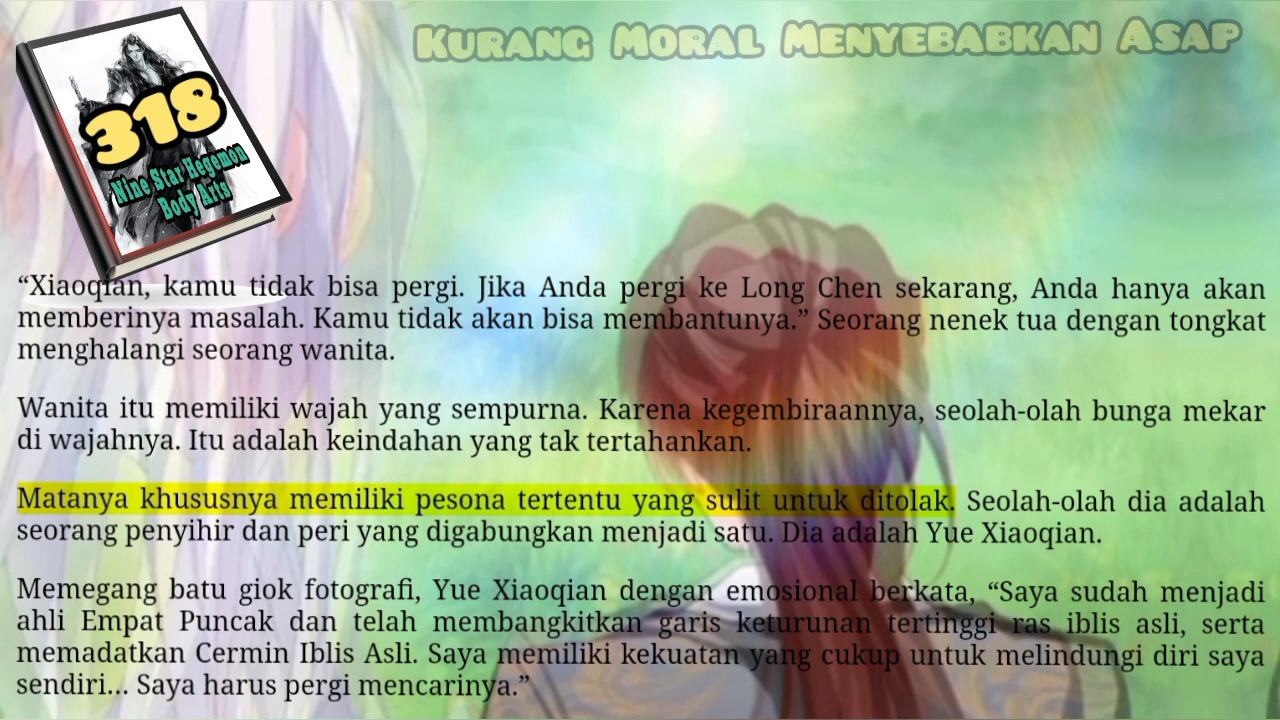 Kurang Moral Menyebabkan Asap
318
Nine Star Hegemon
Body Arts
“Xiaoqian, kamu tidak bisa pergi. Jika Anda pergi ke Long Chen sekarang, Anda hanya akan
memberinya masalah. Kamu tidak akan bisa membantunya.” Seorang nenek tua dengan tongkat
menghalangi seorang wanita.
Wanita itu memiliki wajah yang sempurna. Karena kegembiraannya, seolah-olah bunga mekar
di wajahnya. Itu adalah keindahan yang tak tertahankan.
Matanya khususnya memiliki pesona tertentu yang sulit untuk ditolak. Seolah-olah dia adalah
seorang penyihir dan peri yang digabungkan menjadi satu. Dia adalah Yue Xiaoqian.
Memegang batu giok fotografi, Yue Xiaoqian dengan emosional berkata, “Saya sudah menjadi
ahli Empat Puncak dan telah membangkitkan garis keturunan tertinggi ras iblis asli, serta
memadatkan Cermin Iblis Asli. Saya memiliki kekuatan yang cukup untuk melindungi diri saya
sendiri... Saya harus pergi mencarinya.”